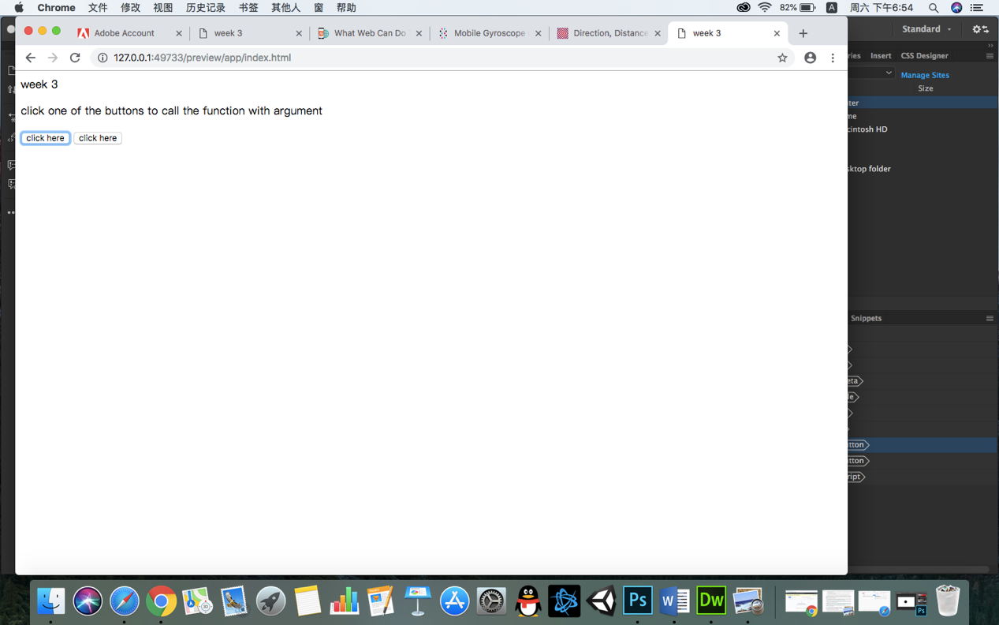 Chrome 文件 修改 视图 历史记录 书签 其他人 窗 帮助 82% A 周六 下午6:54
Adobe Account week 3 What Web Can Do Mobile Gyroscope Direction, Distance week 3
127.0.0.1:49733/preview/app/index.html
week 3
click one of the buttons to call the function with argument
click here click here
Standard
ries Insert CSS Designer
Manage Sites
Size
ter
me
cintosh HD
sktop folder
Snippets
eta
le
tton
tton
ript
Ps W Dw
Ps